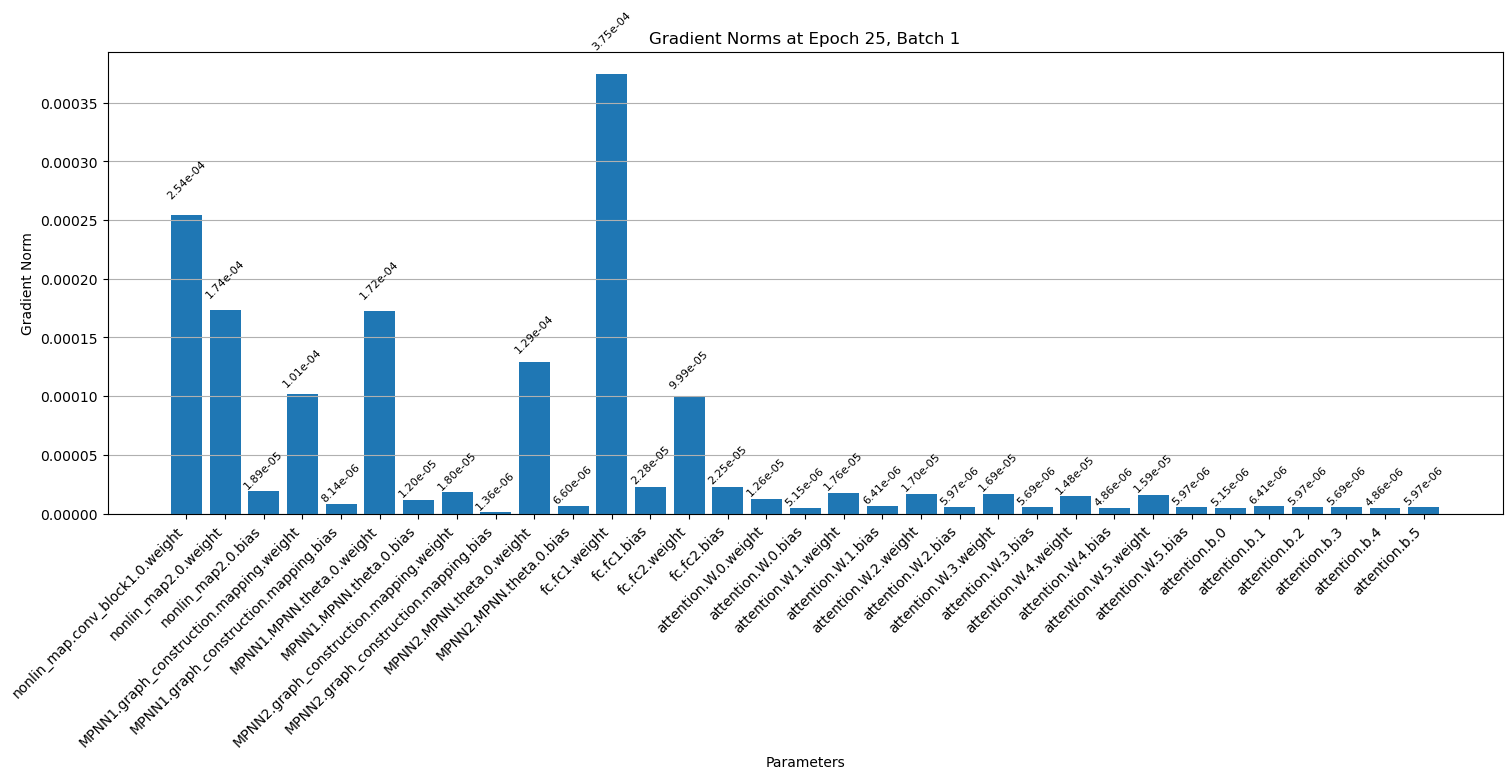 Gradient Norms at Epoch 25, Batch 1
Gradient Norm
0.00035
0.00030
0.00025
0.00020
0.00015
0.00010
0.00005
0.00000
2.54e-04
1.74e-04
1.89e-05
1.01e-04
8.14e-06
1.72e-04
1.20e-05
1.80e-05
1.36e-06
1.29e-04
6.60e-06
3.75e-04
2.28e-05
9.99e-05
2.25e-05
1.26e-05
5.15e-06
1.76e-05
6.41e-06
1.70e-05
5.97e-06
1.69e-05
5.69e-06
1.48e-05
4.86e-06
1.59e-05
5.97e-06
5.15e-06
6.41e-06
5.97e-06
5.69e-06
4.86e-06
5.97e-06
nonlin_map.conv_block1.0.weight
nonlin_map2.0.weight
nonlin_map2.0.bias
MPNN1.graph_construction.mapping.weight
MPNN1.graph_construction.mapping.bias
MPNN1.MPNN.theta.0.weight
MPNN1.MPNN.theta.0.bias
MPNN2.graph_construction.mapping.weight
MPNN2.graph_construction.mapping.bias
MPNN2.MPNN.theta.0.weight
MPNN2.MPNN.theta.0.bias
fc.fc1.weight
fc.fc1.bias
fc.fc2.weight
fc.fc2.bias
attention.W.0.weight
attention.W.0.bias
attention.W.1.weight
attention.W.1.bias
attention.W.2.weight
attention.W.2.bias
attention.W.3.weight
attention.W.3.bias
attention.W.4.weight
attention.W.4.bias
attention.W.5.weight
attention.W.5.bias
attention.b.0
attention.b.1
attention.b.2
attention.b.3
attention.b.4
attention.b.5
Parameters